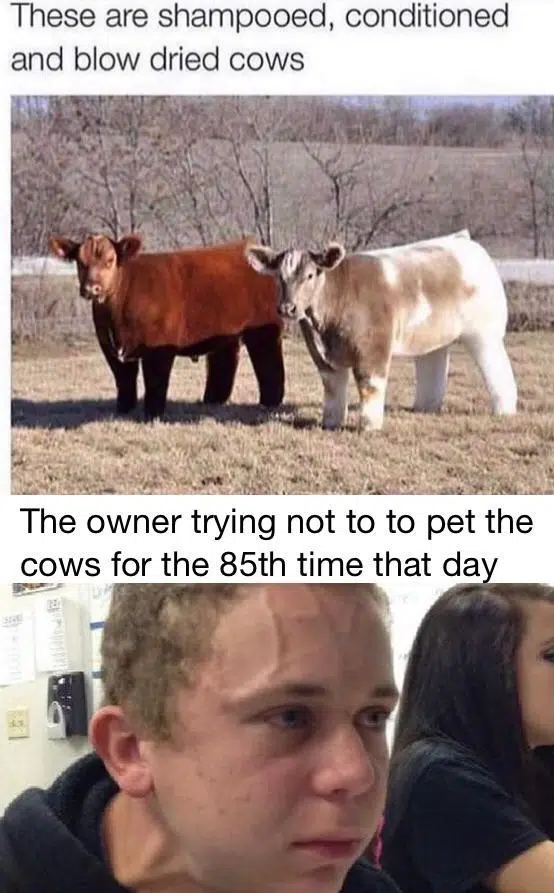 These are shampooed, conditioned
and blow dried cows
The owner trying not to to pet the
cows for the 85th time that day